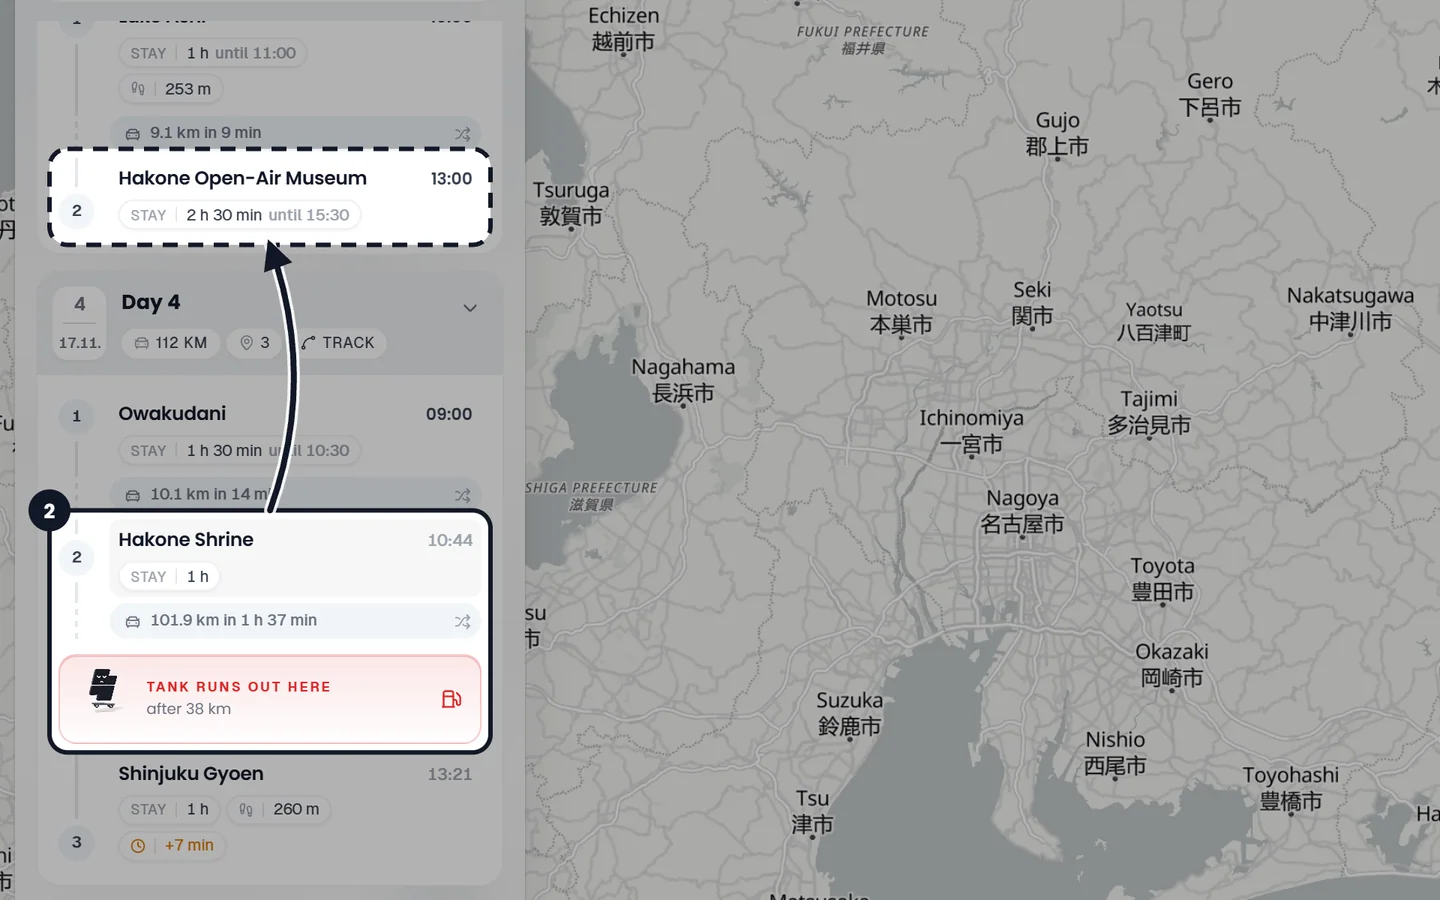 1
STAY 1 h until 11:00
253 m
9.1 km in 9 min
Hakone Open-Air Museum 13:00
2
STAY 2 h 30 min until 15:30
4
17.11.
Day 4
112 KM 3 TRACK
1
Owakudani 09:00
STAY 1 h 30 min until 10:30
10.1 km in 14
2
Hakone Shrine 10:44
2
STAY 1 h
101.9 km in 1 h 37 min
TANK RUNS OUT HERE
after 38 km
Shinjuku Gyoen 13:21
STAY 1 h 260 m
3
+7 min
Echizen
越前市
FUKUI PREFECTURE
福井県
Gero
下呂市
Gujo
郡上市
Tsuruga
敦賀市
Motosu
本巣市
Seki
関市
Yaotsu
八百津町
Nakatsugawa
中津川市
Nagahama
長浜市
Ichinomiya
一宮市
Tajimi
多治見市
SHIGA PREFECTURE
滋賀県
Nagoya
名古屋市
Toyota
豊田市
Okazaki
岡崎市
Suzuka
鈴鹿市
Nishio
西尾市
Toyohashi
豊橋市
Tsu
津市